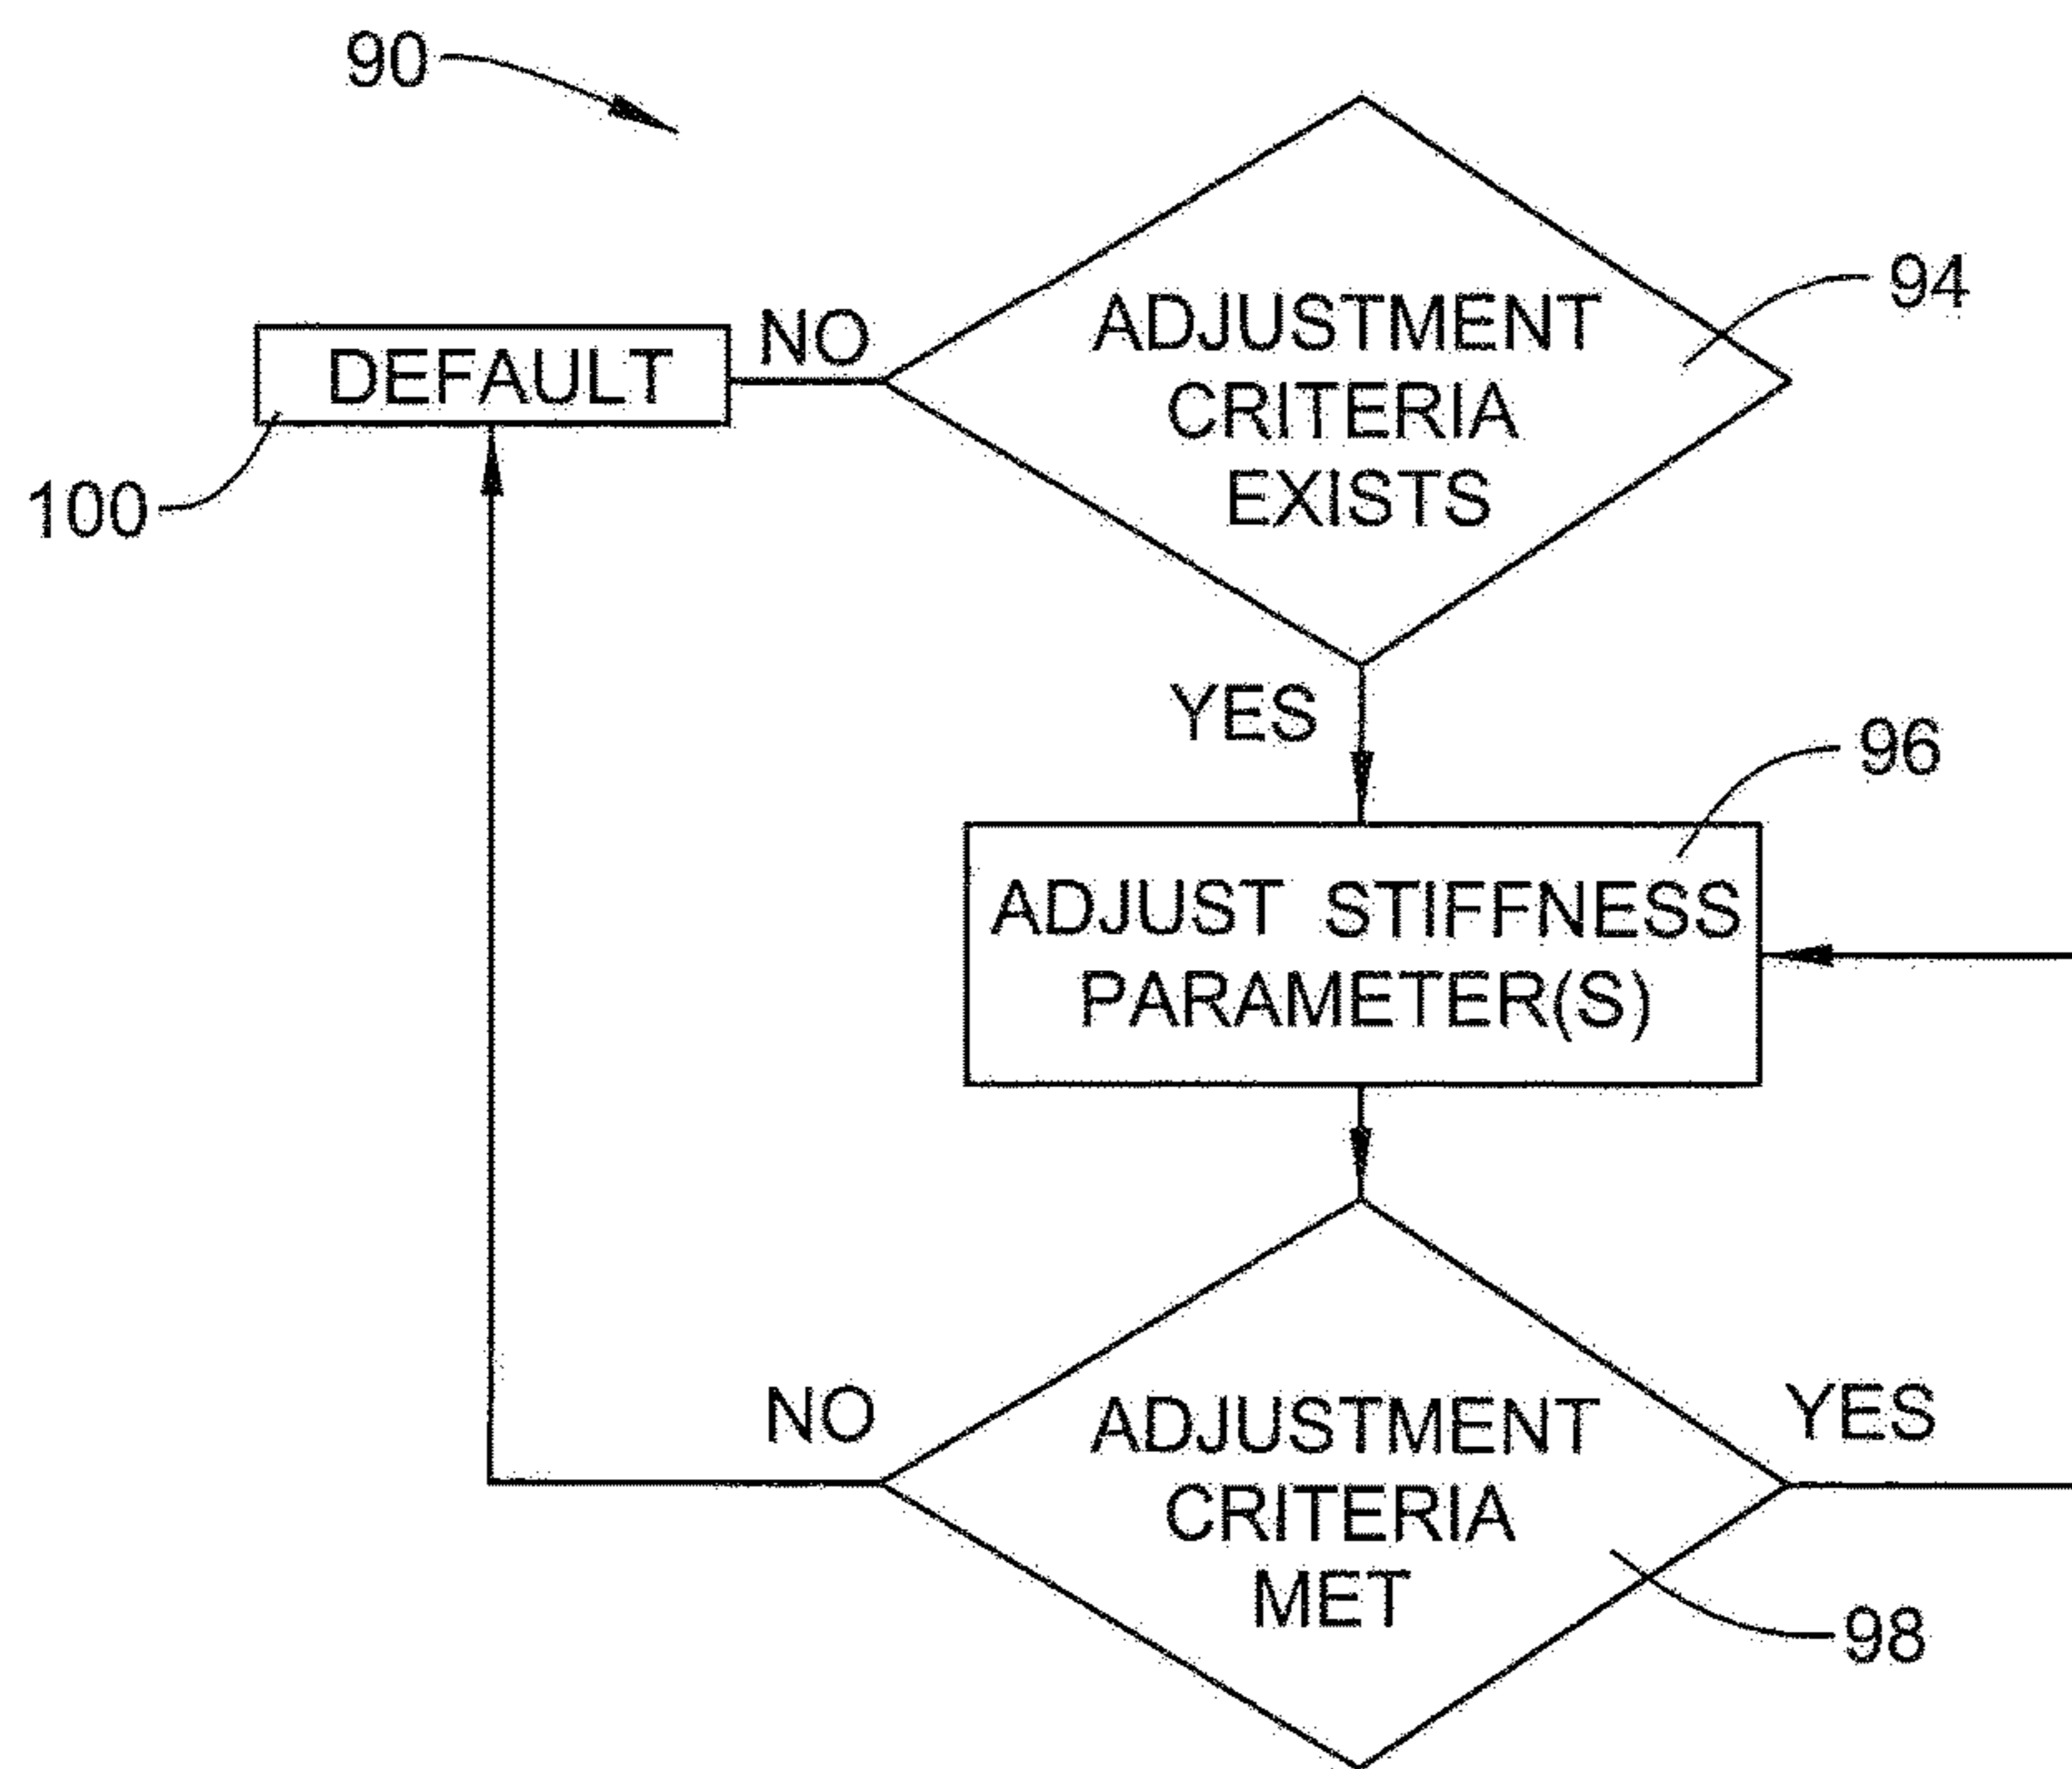 90
ADJUSTMENT
CRITERIA
EXISTS
94
NO
DEFAULT
100
YES
96
ADJUST STIFFNESS
PARAMETER(S)
NO
ADJUSTMENT
CRITERIA
MET
YES
98